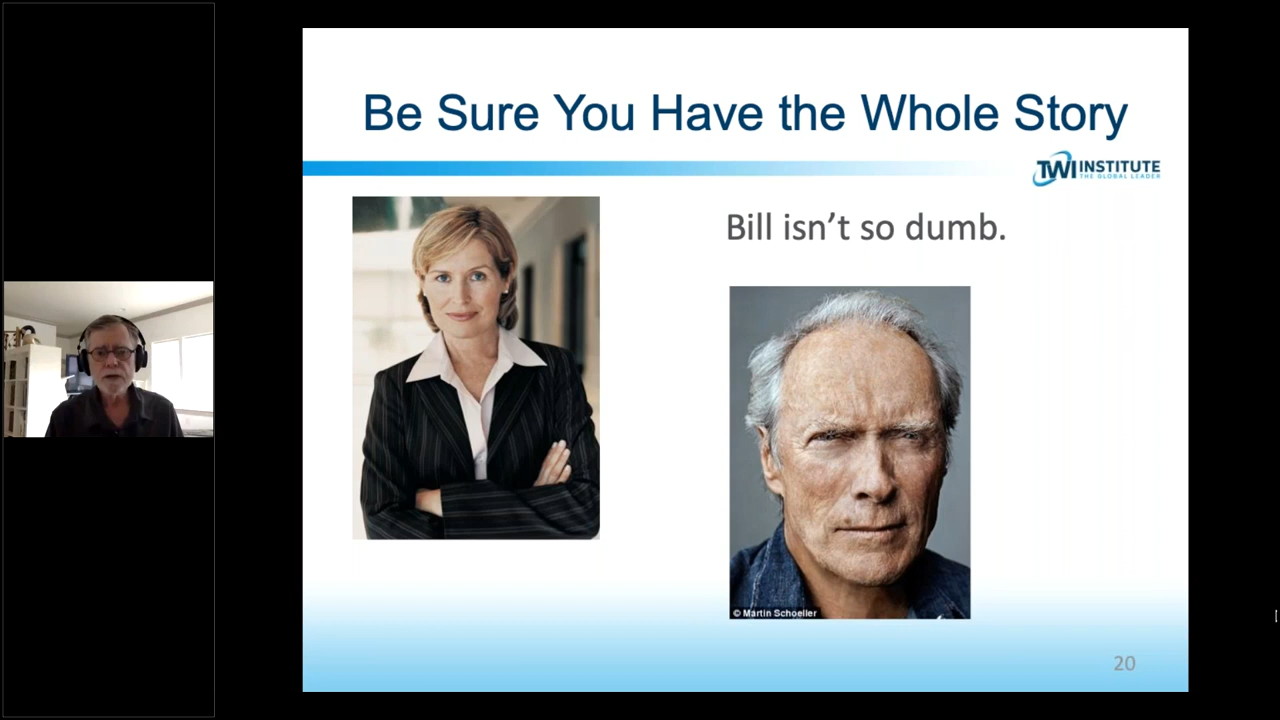 Be Sure You Have the Whole Story
TWI INSTITUTE
THE GLOBAL LEADER
Bill isn’t so dumb.
© Martin Schoeller
20